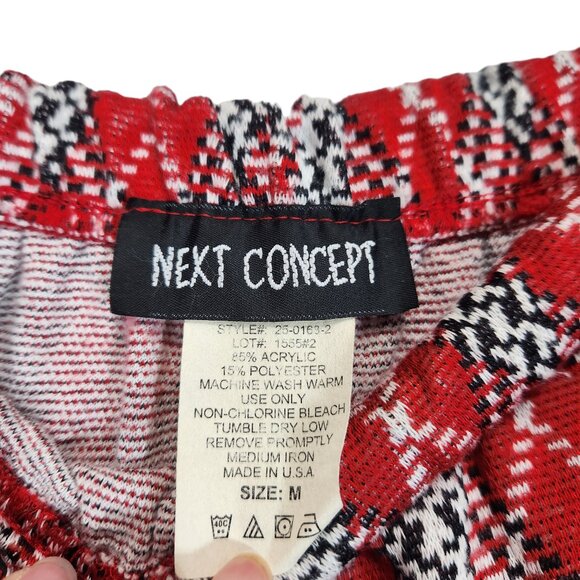 NEXT CONCEPT
STYLE#: 25-0163-2
LOT#: 1555#2
85% ACRYLIC
15% POLYESTER
MACHINE WASH WARM
USE ONLY
NON-CHLORINE BLEACH
TUMBLE DRY LOW
REMOVE PROMPTLY
MEDIUM IRON
MADE IN U.S.A
SIZE: M
40C